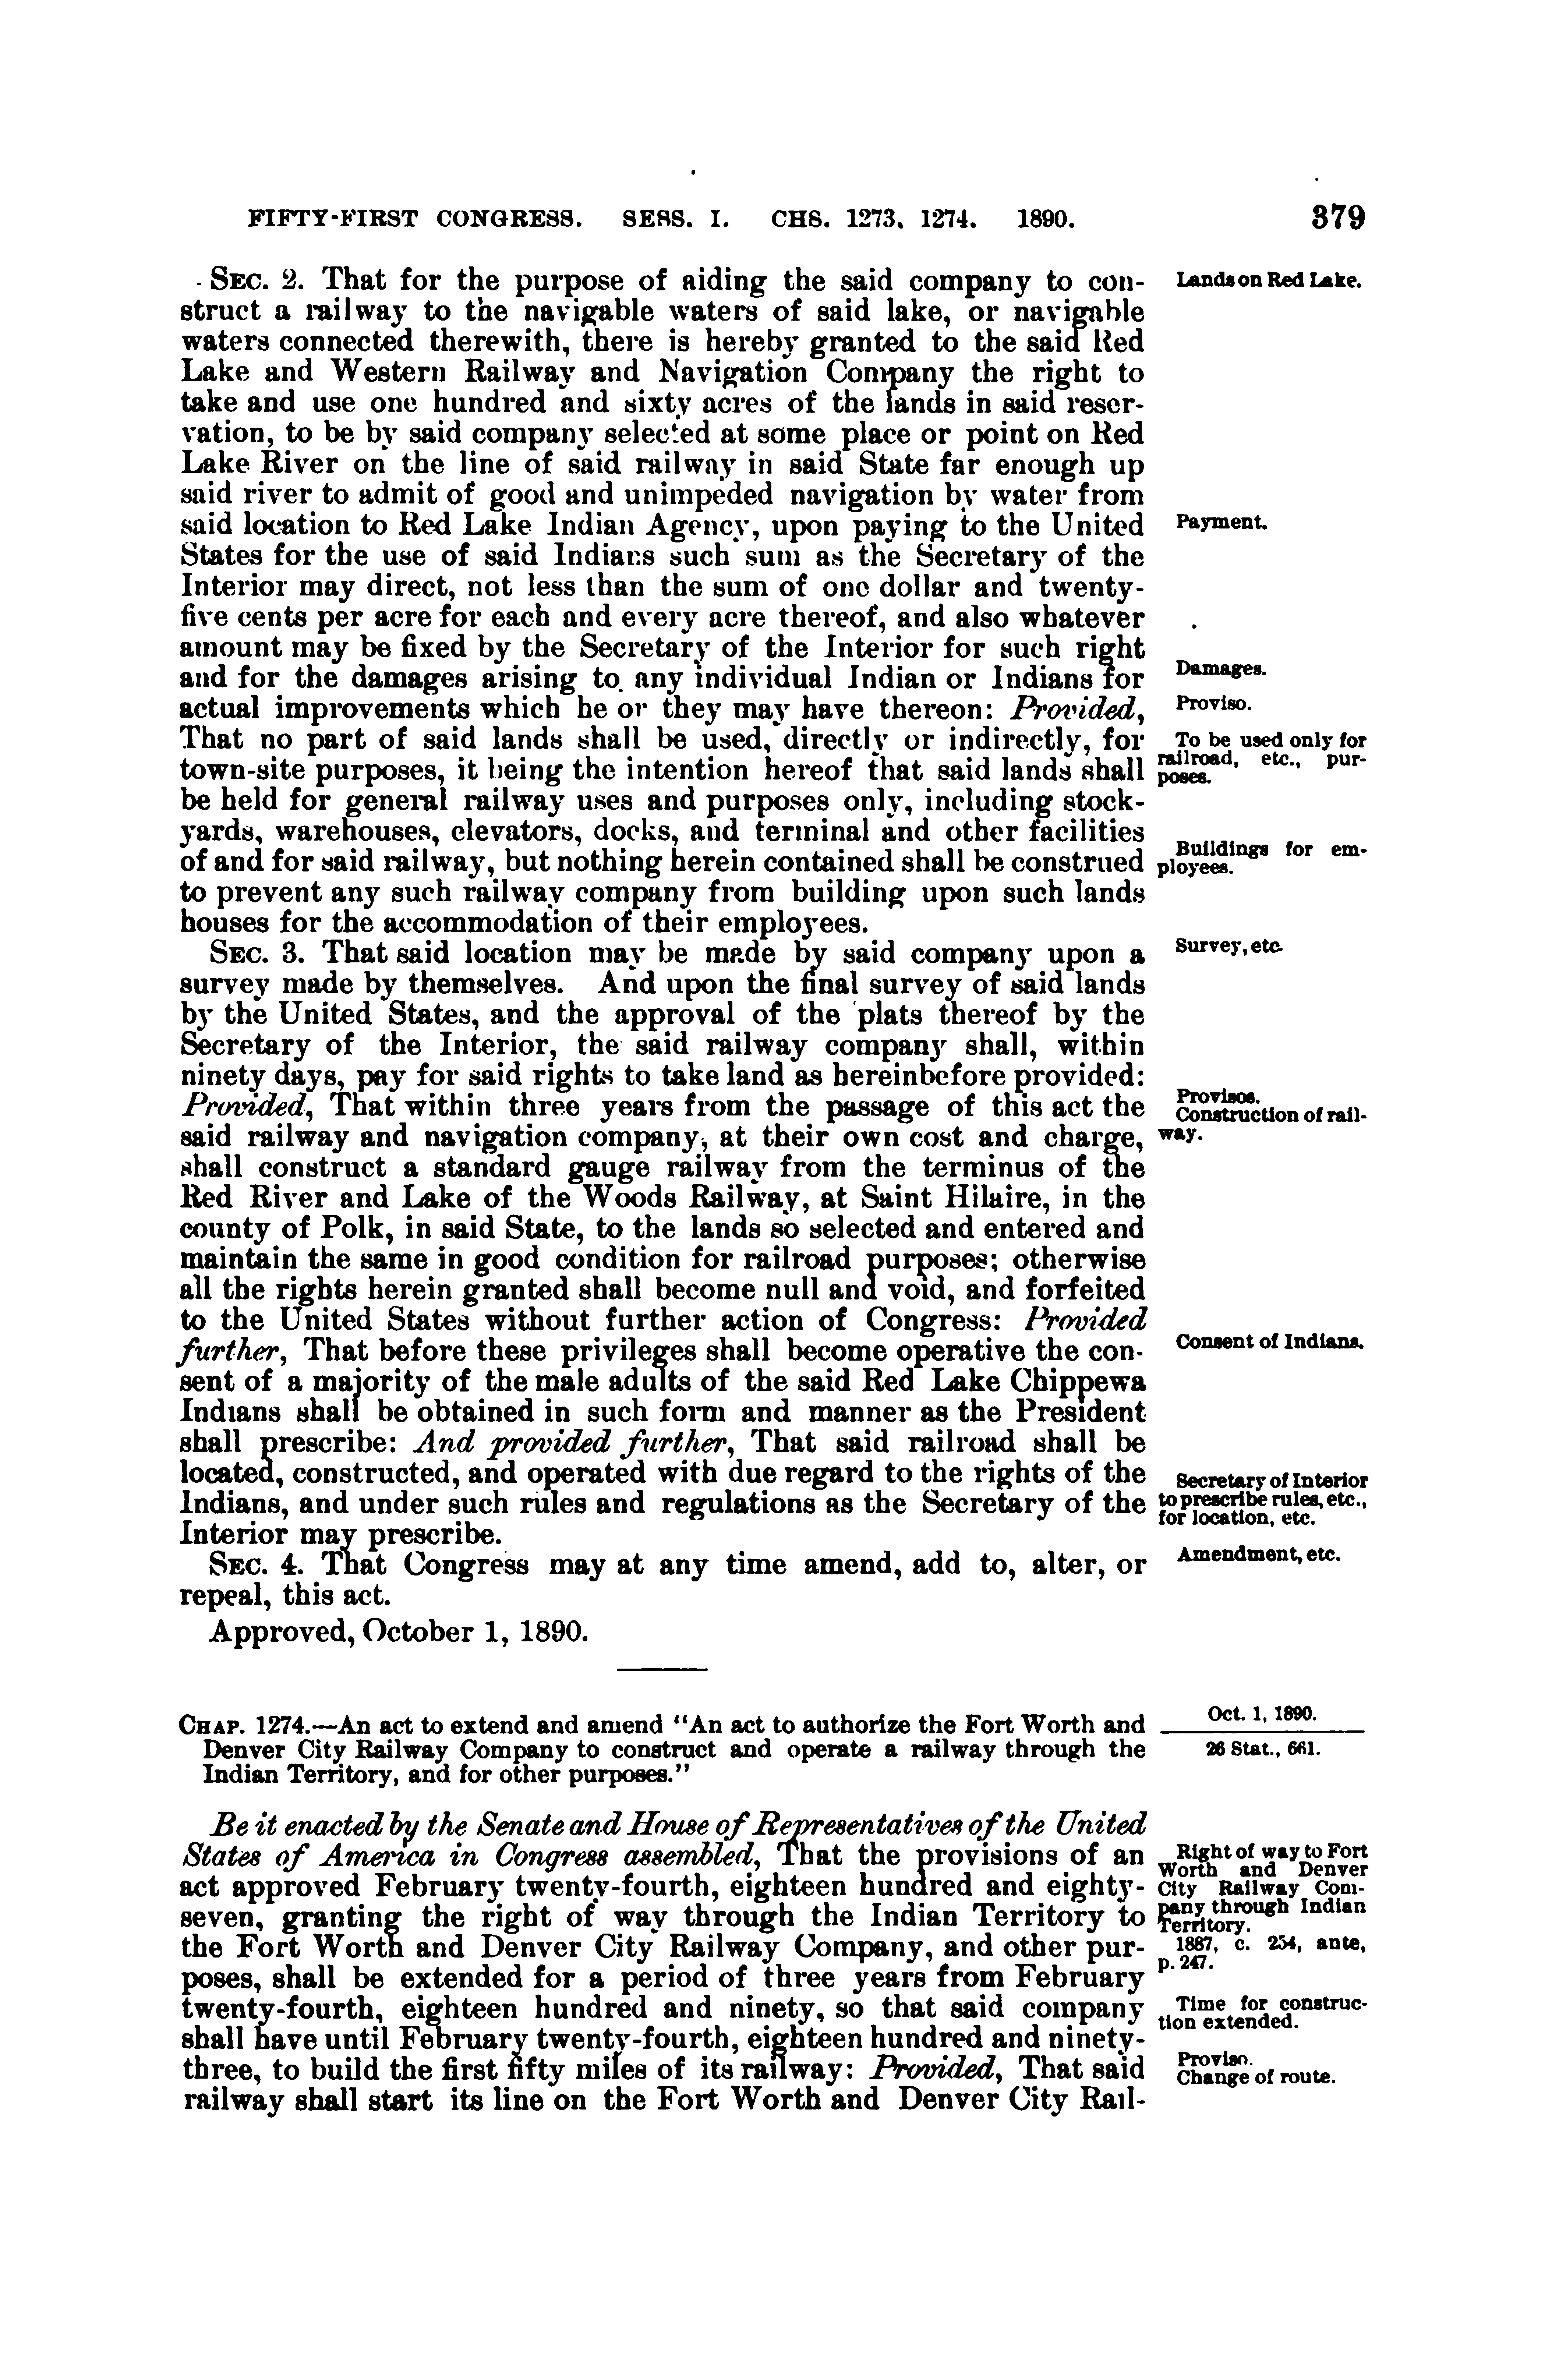 FIFTY-FIRST CONGRESS. SESS. I. CHS. 1273, 1274. 1890. 379
SEC. 2. That for the purpose of aiding the said company to con-
struct a railway to the navigable waters of said lake, or navigable
waters connected therewith, there is hereby granted to the said Red
Lake and Western Railway and Navigation Company the right to
take and use one hundred and sixty acres of the lands in said reser-
vation, to be by said company selected at some place or point on Red
Lake River on the line of said railway in said State far enough up
said river to admit of good and unimpeded navigation by water from
said location to Red Lake Indian Agency, upon paying to the United
States for the use of said Indians such sum as the Secretary of the
Interior may direct, not less than the sum of one dollar and twenty-
five cents per acre for each and every acre thereof, and also whatever
amount may be fixed by the Secretary of the Interior for such right
and for the damages arising to any individual Indian or Indians for
actual improvements which he or they may have thereon: Provided,
That no part of said lands shall be used, directly or indirectly, for
town-site purposes, it being the intention hereof that said lands shall
be held for general railway uses and purposes only, including stock-
yards, warehouses, elevators, docks, and terminal and other facilities
of and for said railway, but nothing herein contained shall be construed
to prevent any such railway company from building upon such lands
houses for the accommodation of their employees.
SEC. 3. That said location may be made by said company upon a
survey made by themselves. And upon the final survey of said lands
by the United States, and the approval of the plats thereof by the
Secretary of the Interior, the said railway company shall, within
ninety days, pay for said rights to take land as hereinbefore provided:
Provided, That within three years from the passage of this act the
said railway and navigation company, at their own cost and charge,
shall construct a standard gauge railway from the terminus of the
Red River and Lake of the Woods Railway, at Saint Hilaire, in the
county of Polk, in said State, to the lands so selected and entered and
maintain the same in good condition for railroad purposes; otherwise
all the rights herein granted shall become null and void, and forfeited
to the United States without further action of Congress: Provided
further, That before these privileges shall become operative the con-
sent of a majority of the male adults of the said Red Lake Chippewa
Indians shall be obtained in such form and manner as the President
shall prescribe: And provided further, That said railroad shall be
located, constructed, and operated with due regard to the rights of the
Indians, and under such rules and regulations as the Secretary of the
Interior may prescribe.
SEC. 4. That Congress may at any time amend, add to, alter, or
repeal, this act.
Approved, October 1, 1890.
Lands on Red Lake.
Payment.
Damages.
Proviso.
To be used only for
railroad, etc., pur-
poses.
Buildings for em-
ployees.
Survey, etc.
Provisos.
Construction of rail-
way.
Consent of Indians.
Secretary of Interior
to prescribe rules, etc.,
for location, etc.
Amendment, etc.
CHAP. 1274.—An act to extend and amend "An act to authorize the Fort Worth and
Denver City Railway Company to construct and operate a railway through the
Indian Territory, and for other purposes."
Oct. 1, 1890.
26 Stat., 661.
Be it enacted by the Senate and House of Representatives of the United
States of America in Congress assembled, That the provisions of an
act approved February twenty-fourth, eighteen hundred and eighty-
seven, granting the right of way through the Indian Territory to
the Fort Worth and Denver City Railway Company, and other pur-
poses, shall be extended for a period of three years from February
twenty-fourth, eighteen hundred and ninety, so that said company
shall have until February twenty-fourth, eighteen hundred and ninety-
three, to build the first fifty miles of its railway: Provided, That said
railway shall start its line on the Fort Worth and Denver City Rail-
Right of way to Fort
Worth and Denver
City Railway Com-
pany through Indian
Territory.
1887, c. 254, ante,
p. 247.
Time for construc-
tion extended.
Proviso.
Change of route.